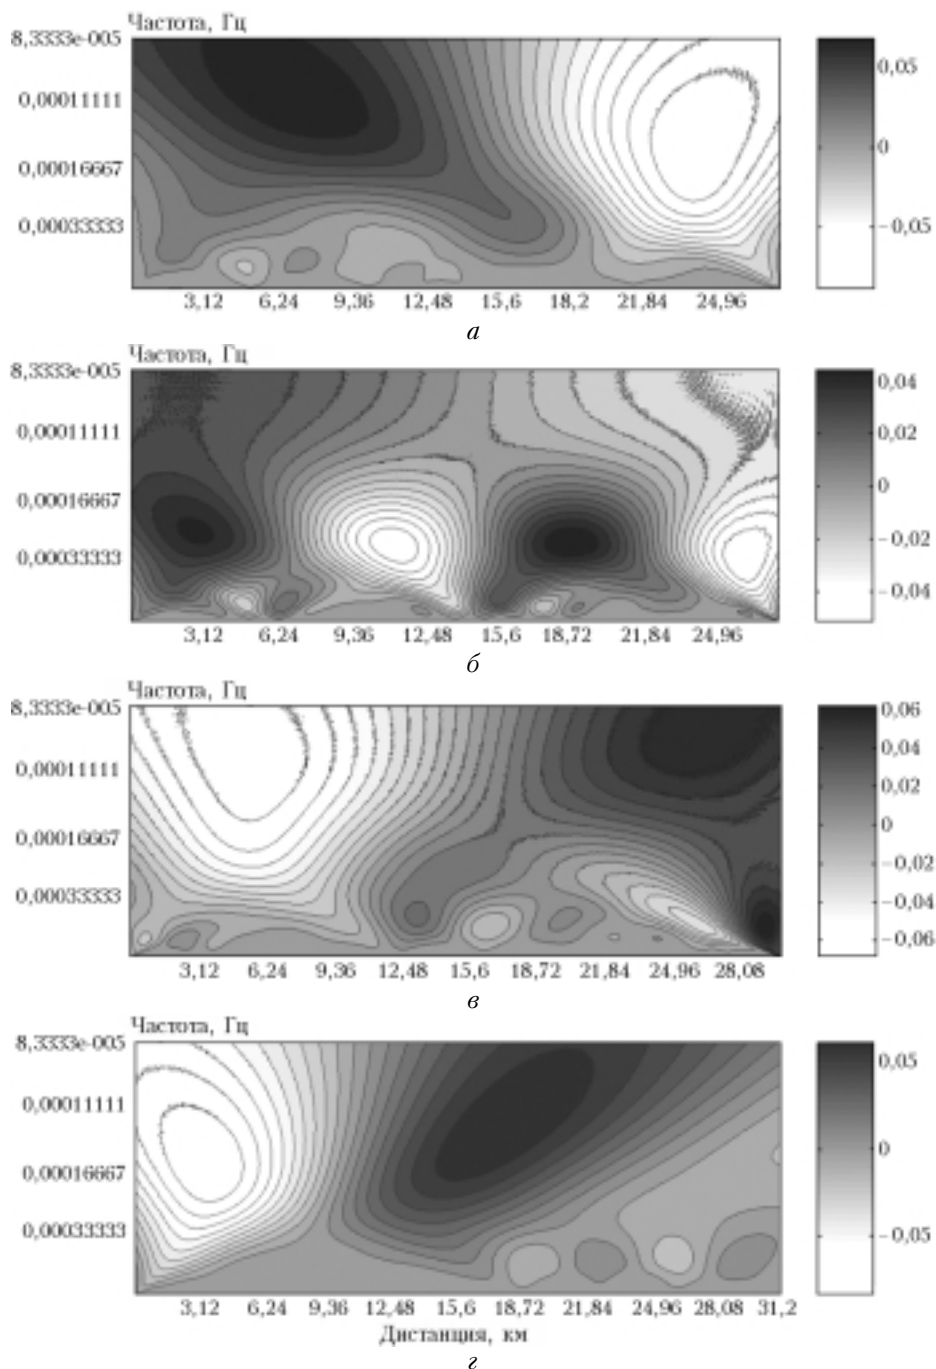 Частота, Гц
8,3333e-005
0,00011111
0,00016667
0,00033333
0,05
0
-0,05
3,12 6,24 9,36 12,48 15,6 18,2 21,84 24,96
а
Частота, Гц
8,3333e-005
0,00011111
0,00016667
0,00033333
0,04
0,02
0
-0,02
-0,04
3,12 6,24 9,36 12,48 15,6 18,72 21,84 24,96
б
Частота, Гц
8,3333e-005
0,00011111
0,00016667
0,00033333
0,06
0,04
0,02
0
-0,02
-0,04
-0,06
3,12 6,24 9,36 12,48 15,6 18,72 21,84 24,96 28,08
в
Частота, Гц
8,3333e-005
0,00011111
0,00016667
0,00033333
0,05
0
-0,05
3,12 6,24 9,36 12,48 15,6 18,72 21,84 24,96 28,08 31,2
Дистанция, км
г